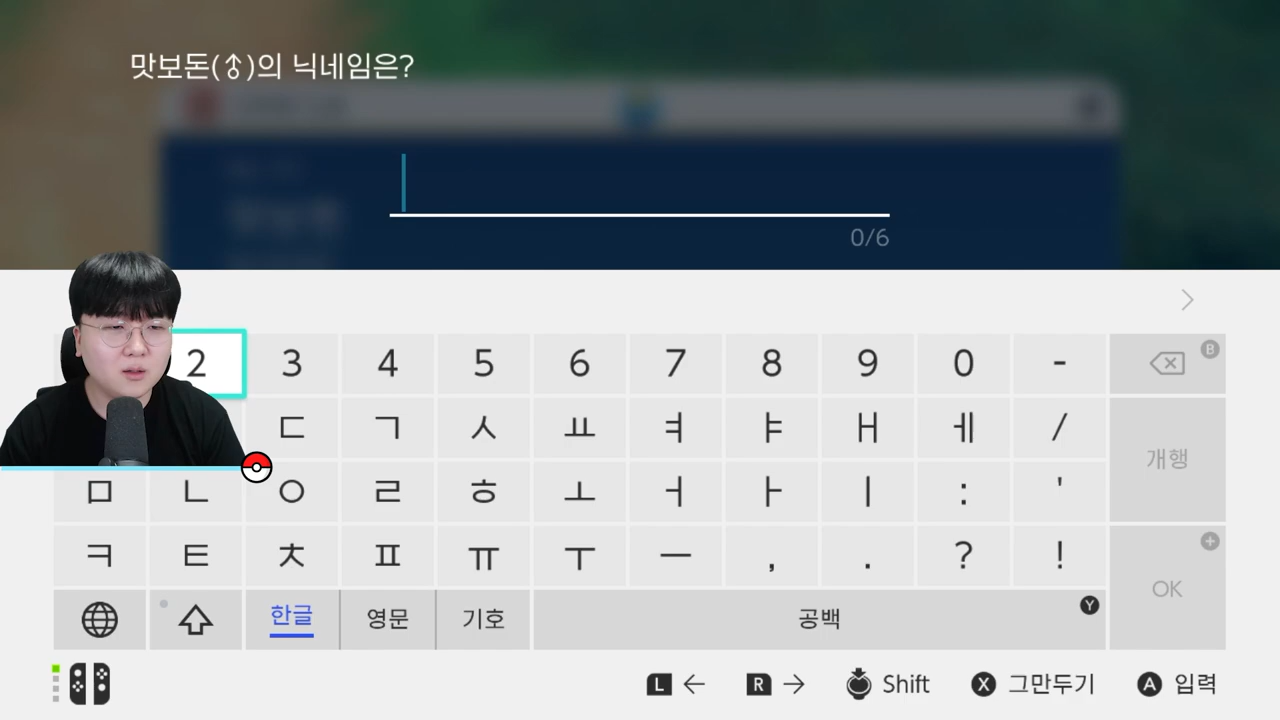 맛보돈(♂)의 닉네임은?
0/6
2 3 4 5 6 7 8 9 0 - B
ㄷ ㄱ ㅅ ㅛ ㅕ ㅑ ㅐ ㅔ / 개행
ㅁ ㄴ ㅇ ㄹ ㅎ ㅗ ㅓ ㅏ ㅣ : '
ㅋ ㅌ ㅊ ㅍ ㅠ ㅜ ㅡ , . ? ! OK
한글 영문 기호 공백 Y
L ← R → Shift X 그만두기 A 입력